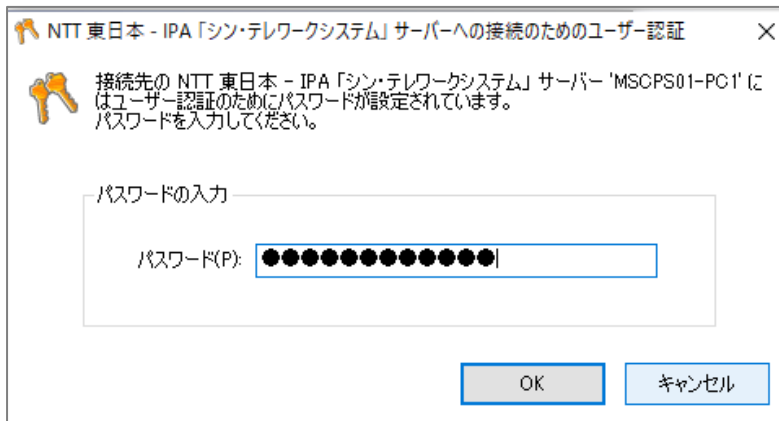 NTT 東日本 - IPA 「シン・テレワークシステム」 サーバーへの接続のためのユーザー認証
接続先の NTT 東日本 - IPA 「シン・テレワークシステム」 サーバー 'MSCPS01-PC1' に
はユーザー認証のためにパスワードが設定されています。
パスワードを入力してください。
パスワードの入力
パスワード(P): ●●●●●●●●●●●●
OK
キャンセル